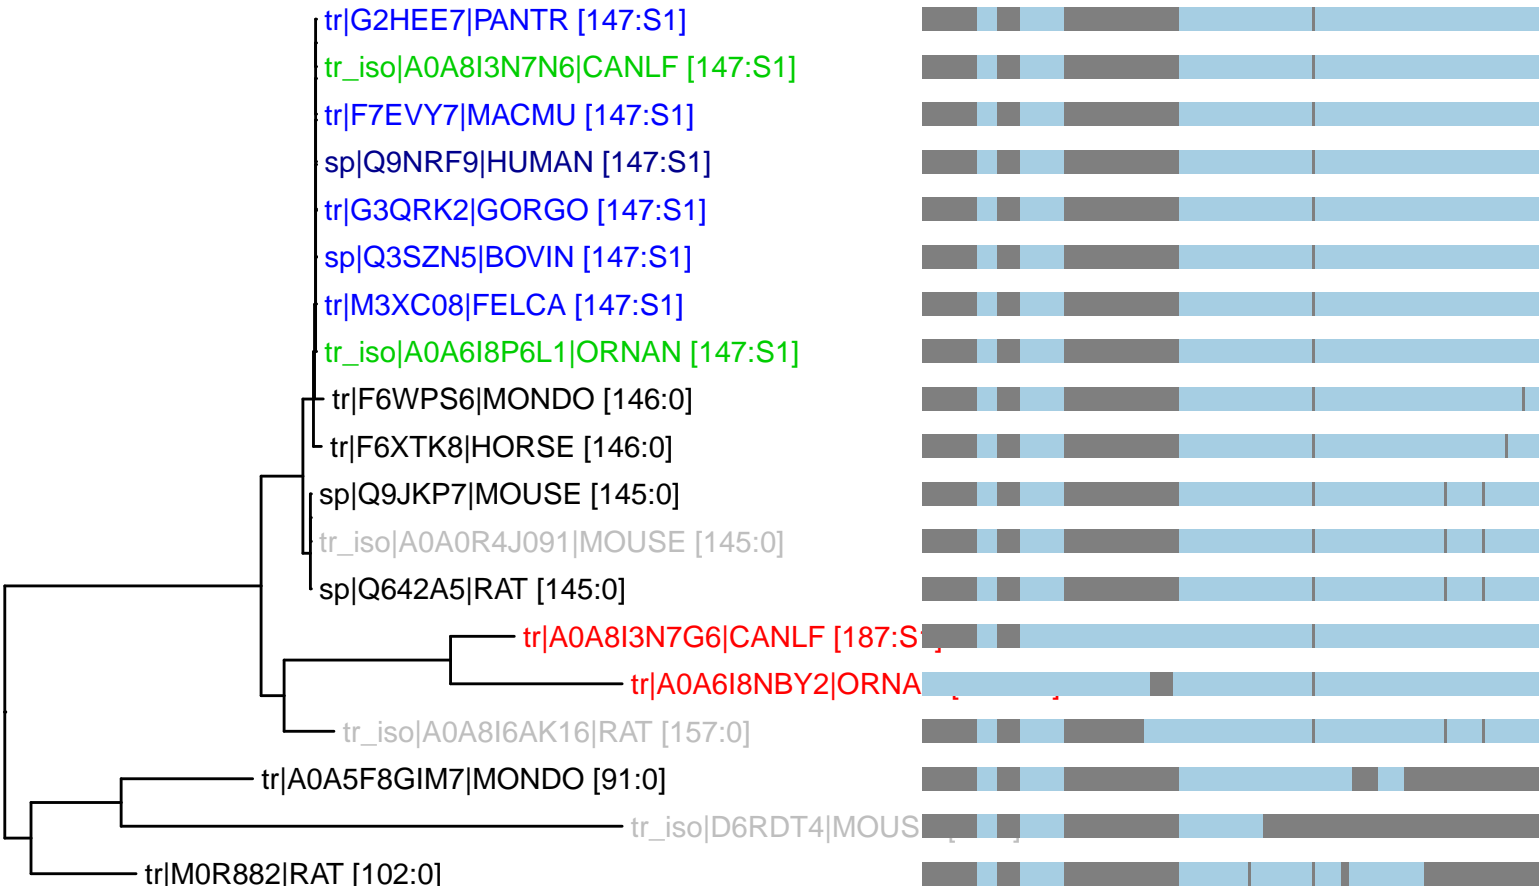 tr|G2HEE7|PANTR [147:S1]
tr_iso|A0A8I3N7N6|CANLF [147:S1]
tr|F7EVY7|MACMU [147:S1]
sp|Q9NRF9|HUMAN [147:S1]
tr|G3QRK2|GORGO [147:S1]
sp|Q3SZN5|BOVIN [147:S1]
tr|M3XC08|FELCA [147:S1]
tr_iso|A0A6I8P6L1|ORNAN [147:S1]
tr|F6WPS6|MONDO [146:0]
tr|F6XTK8|HORSE [146:0]
sp|Q9JKP7|MOUSE [145:0]
tr_iso|A0A0R4J091|MOUSE [145:0]
sp|Q642A5|RAT [145:0]
tr|A0A8I3N7G6|CANLF [187:S
tr|A0A6I8NBY2|ORNA
tr_iso|A0A8I6AK16|RAT [157:0]
tr|A0A5F8GIM7|MONDO [91:0]
tr_iso|D6RDT4|MOUS
tr|M0R882|RAT [102:0]